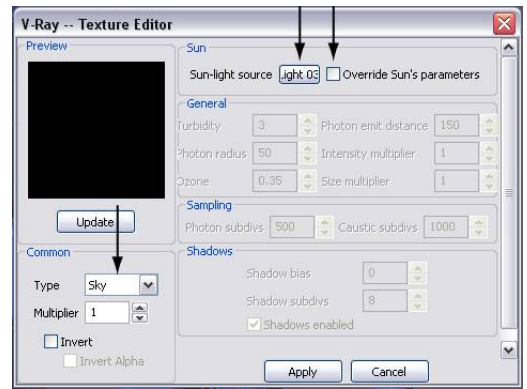 V-Ray -- Texture Editor
Preview
Update
Common
Type Sky
Multiplier 1
Invert
Invert Alpha
Sun
Sun-light source .ight 03 Override Sun's parameters
General
Turbidity 3 Photon emit distance 150
Photon radius 50 Intensity multiplier 1
Ozone 0.35 Size multiplier 1
Sampling
Photon subdivs 500 Caustic subdivs 1000
Shadows
Shadow bias 0
Shadow subdivs 8
Shadows enabled
Apply Cancel